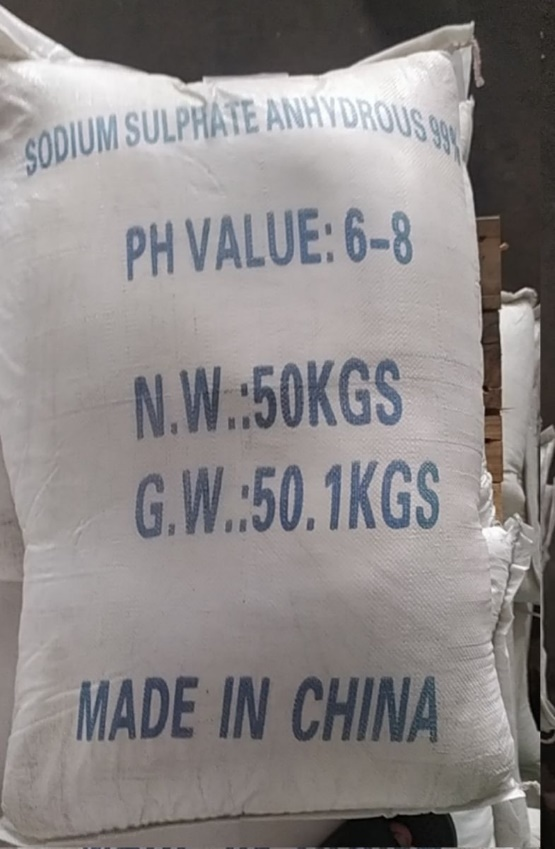 SODIUM SULPHATE ANHYDROUS 99%
PH VALUE: 6-8
N.W.:50KGS
G.W.:50.1KGS
MADE IN CHINA